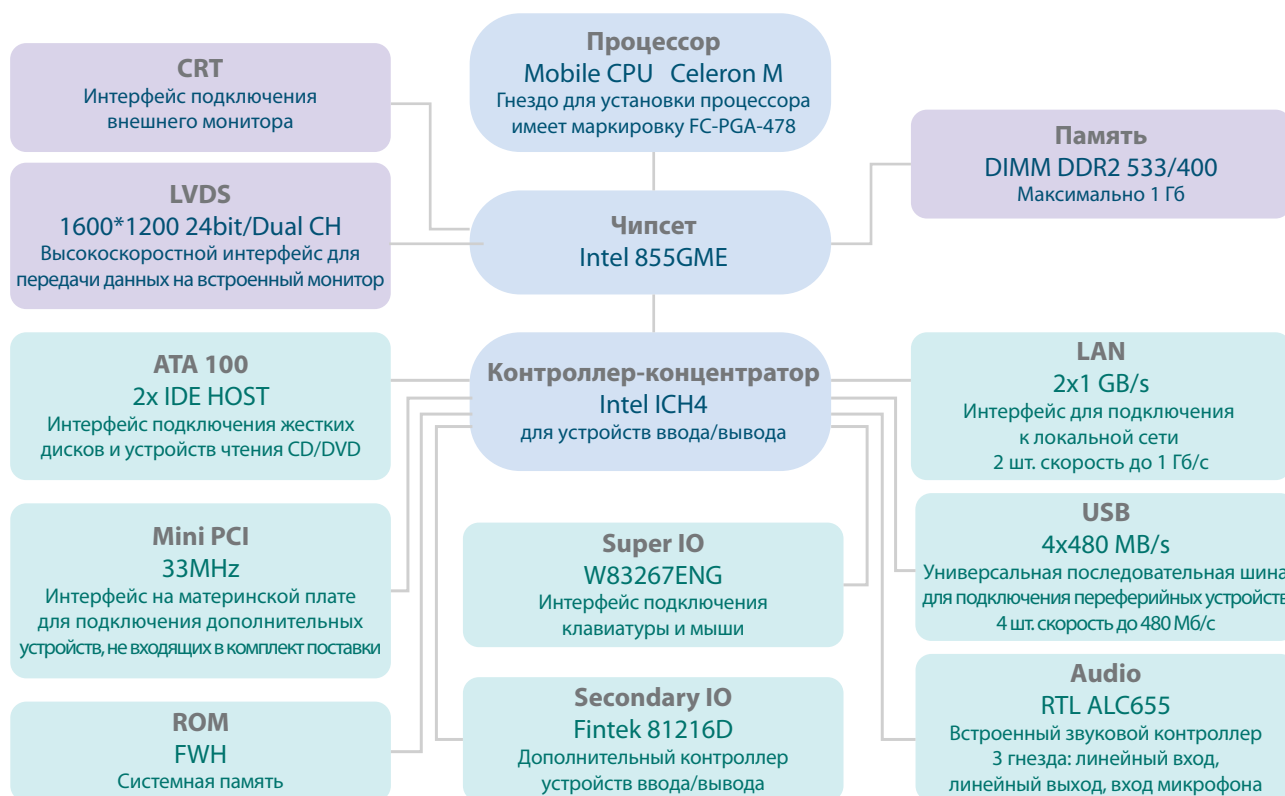 Процессор
Mobile CPU Celeron M
Гнездо для установки процессора
имеет маркировку FC-PGA-478
CRT
Интерфейс подключения
внешнего монитора
Память
DIMM DDR2 533/400
Максимально 1 Гб
LVDS
1600*1200 24bit/Dual CH
Высокоскоростной интерфейс для
передачи данных на встроенный монитор
Чипсет
Intel 855GME
ATA 100
2x IDE HOST
Интерфейс подключения жестких
дисков и устройств чтения CD/DVD
Контроллер-концентратор
Intel ICH4
для устройств ввода/вывода
LAN
2x1 GB/s
Интерфейс для подключения
к локальной сети
2 шт. скорость до 1 Гб/с
Mini PCI
33MHz
Интерфейс на материнской плате
для подключения дополнительных
устройств, не входящих в комплект поставки
Super IO
W83267ENG
Интерфейс подключения
клавиатуры и мыши
USB
4x480 MB/s
Универсальная последовательная шина
для подключения переферийных устройств
4 шт. скорость до 480 Мб/с
ROM
FWH
Системная память
Secondary IO
Fintek 81216D
Дополнительный контроллер
устройств ввода/вывода
Audio
RTL ALC655
Встроенный звуковой контроллер
3 гнезда: линейный вход,
линейный выход, вход микрофона